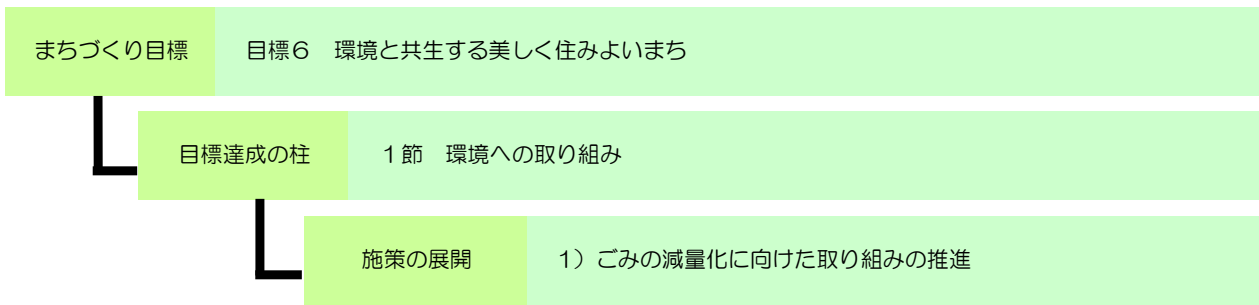 まちづくり目標　目標６　環境と共生する美しく住みよいまち
目標達成の柱　１節　環境への取り組み
施策の展開　1）ごみの減量化に向けた取り組みの推進